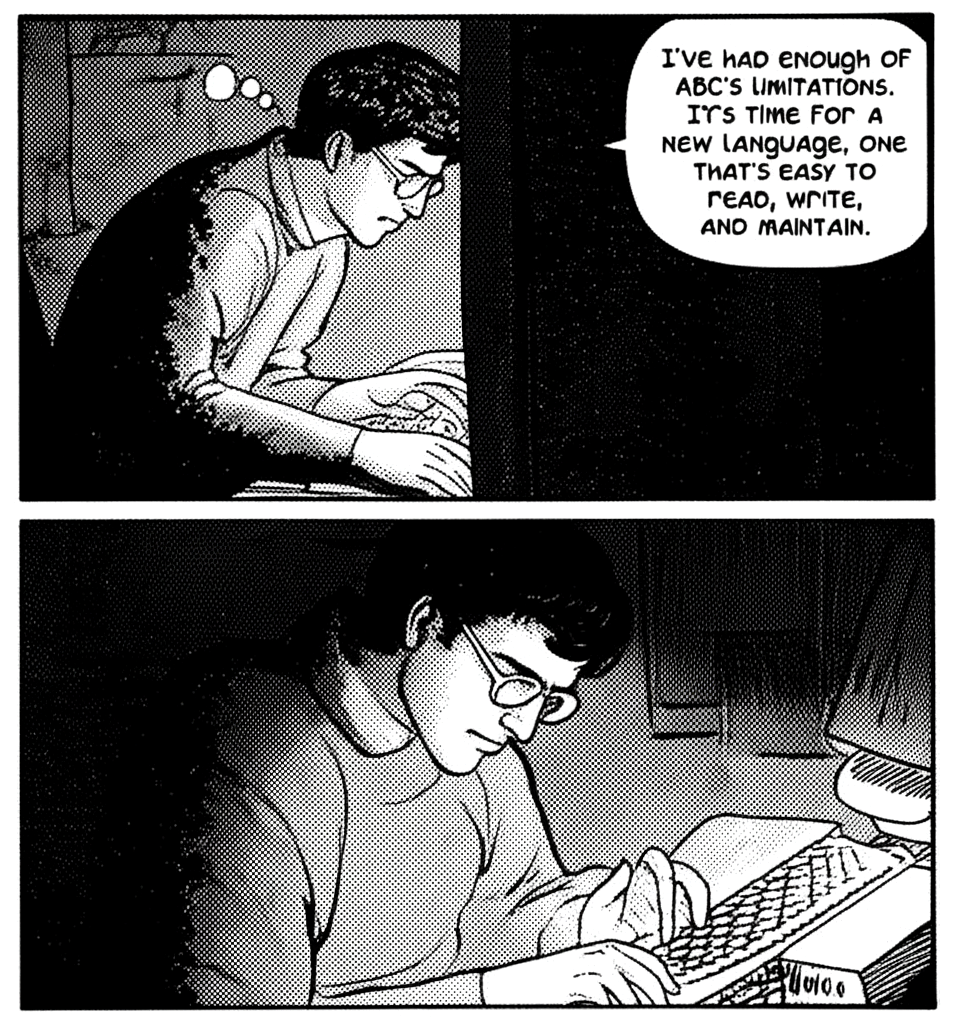 I'VE HAD ENOUGH OF
ABC'S LIMITATIONS.
IT'S TIME FOR A
NEW LANGUAGE, ONE
THAT'S EASY TO
READ, WRITE,
AND MAINTAIN.